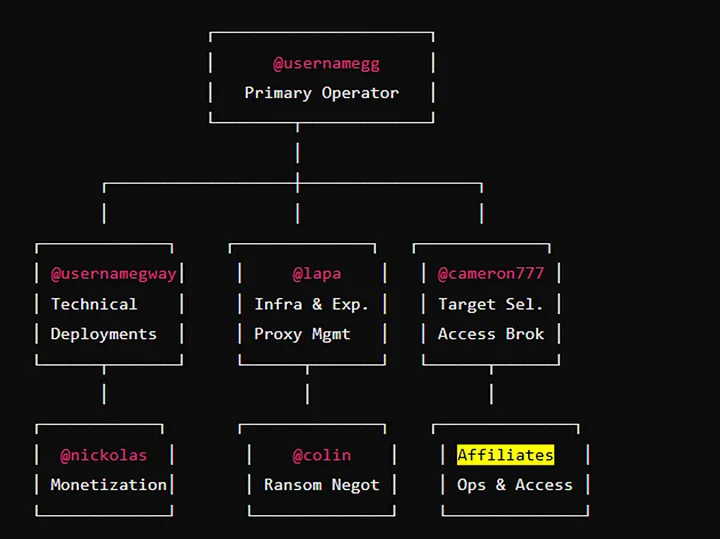 @usernamegg
Primary Operator
@usernamegway
Technical
Deployments
@lapa
Infra & Exp.
Proxy Mgmt
@cameron777
Target Sel.
Access Brok
@nickolas
Monetization
@colin
Ransom Negot
Affiliates
Ops & Access